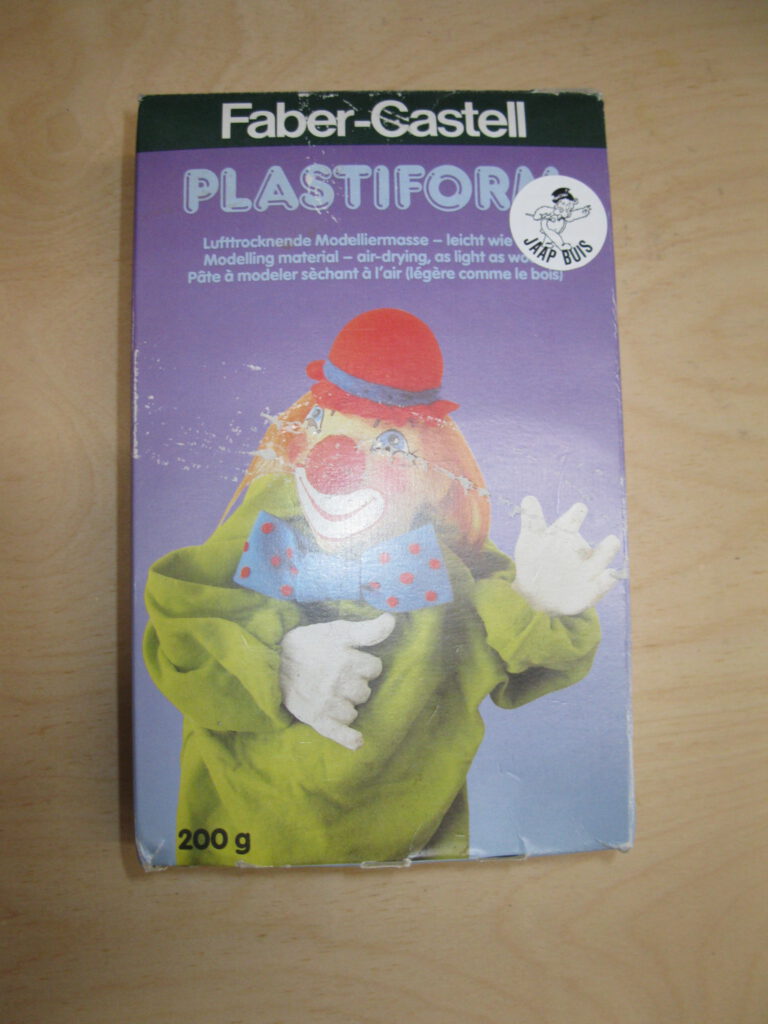 Faber-Castell
PLASTIFORM
Lufttrocknende Modelliermasse – leicht wie
Modelling material – air-drying, as light as wo
Pâte à modeler sèchant à l'air (légère comme le bois)
JAAP BUIS
200 g